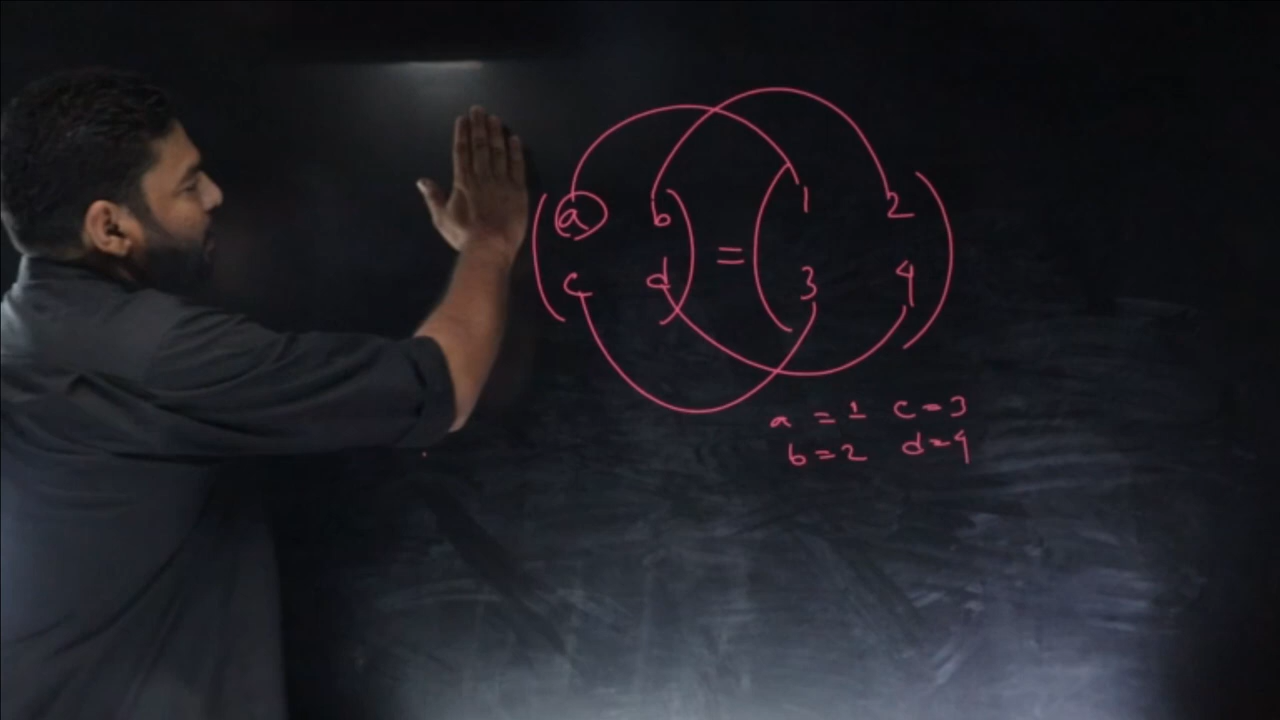 (a b) = (1 2)
(c d) (3 4)
a = 1 c = 3
b = 2 d = 4